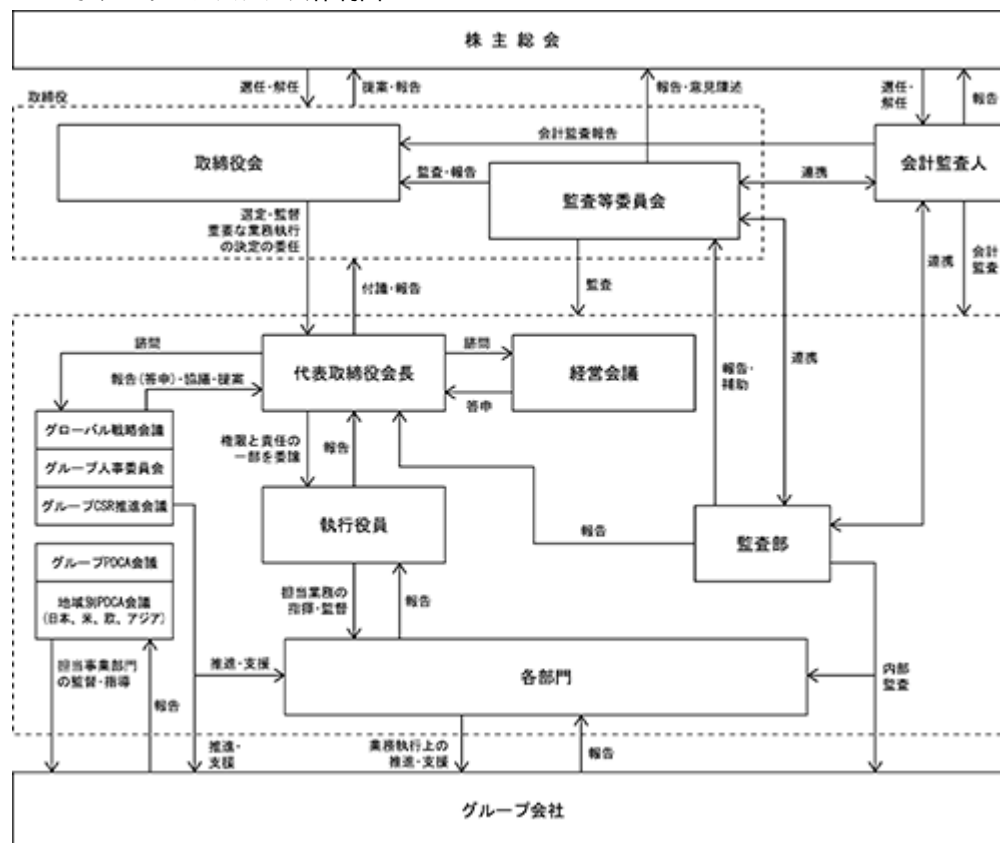 株主総会
選任・解任
提案・報告
報告・意見陳述
選任・
解任
報告
取締役
取締役会
会計監査報告
会計監査人
監査・報告
監査等委員会
連携
選定・監督
重要な業務執行
の決定の委任
付議・報告
監査
連携
会計
監査
諮問
代表取締役会長
諮問
経営会議
答申
報告・
補助
連携
報告(答申)・協議・提案
グローバル戦略会議
グループ人事委員会
グループCSR推進会議
権限と責任の
一部を委譲
報告
執行役員
報告
監査部
グループPDCA会議
地域別PDCA会議
(日本、米、欧、アジア)
担当業務の
指揮・監督
報告
担当事業部門
の監督・指導
報告
推進・支援
各部門
内部
監査
推進・
支援
業務執行上の
推進・支援
報告
グループ会社